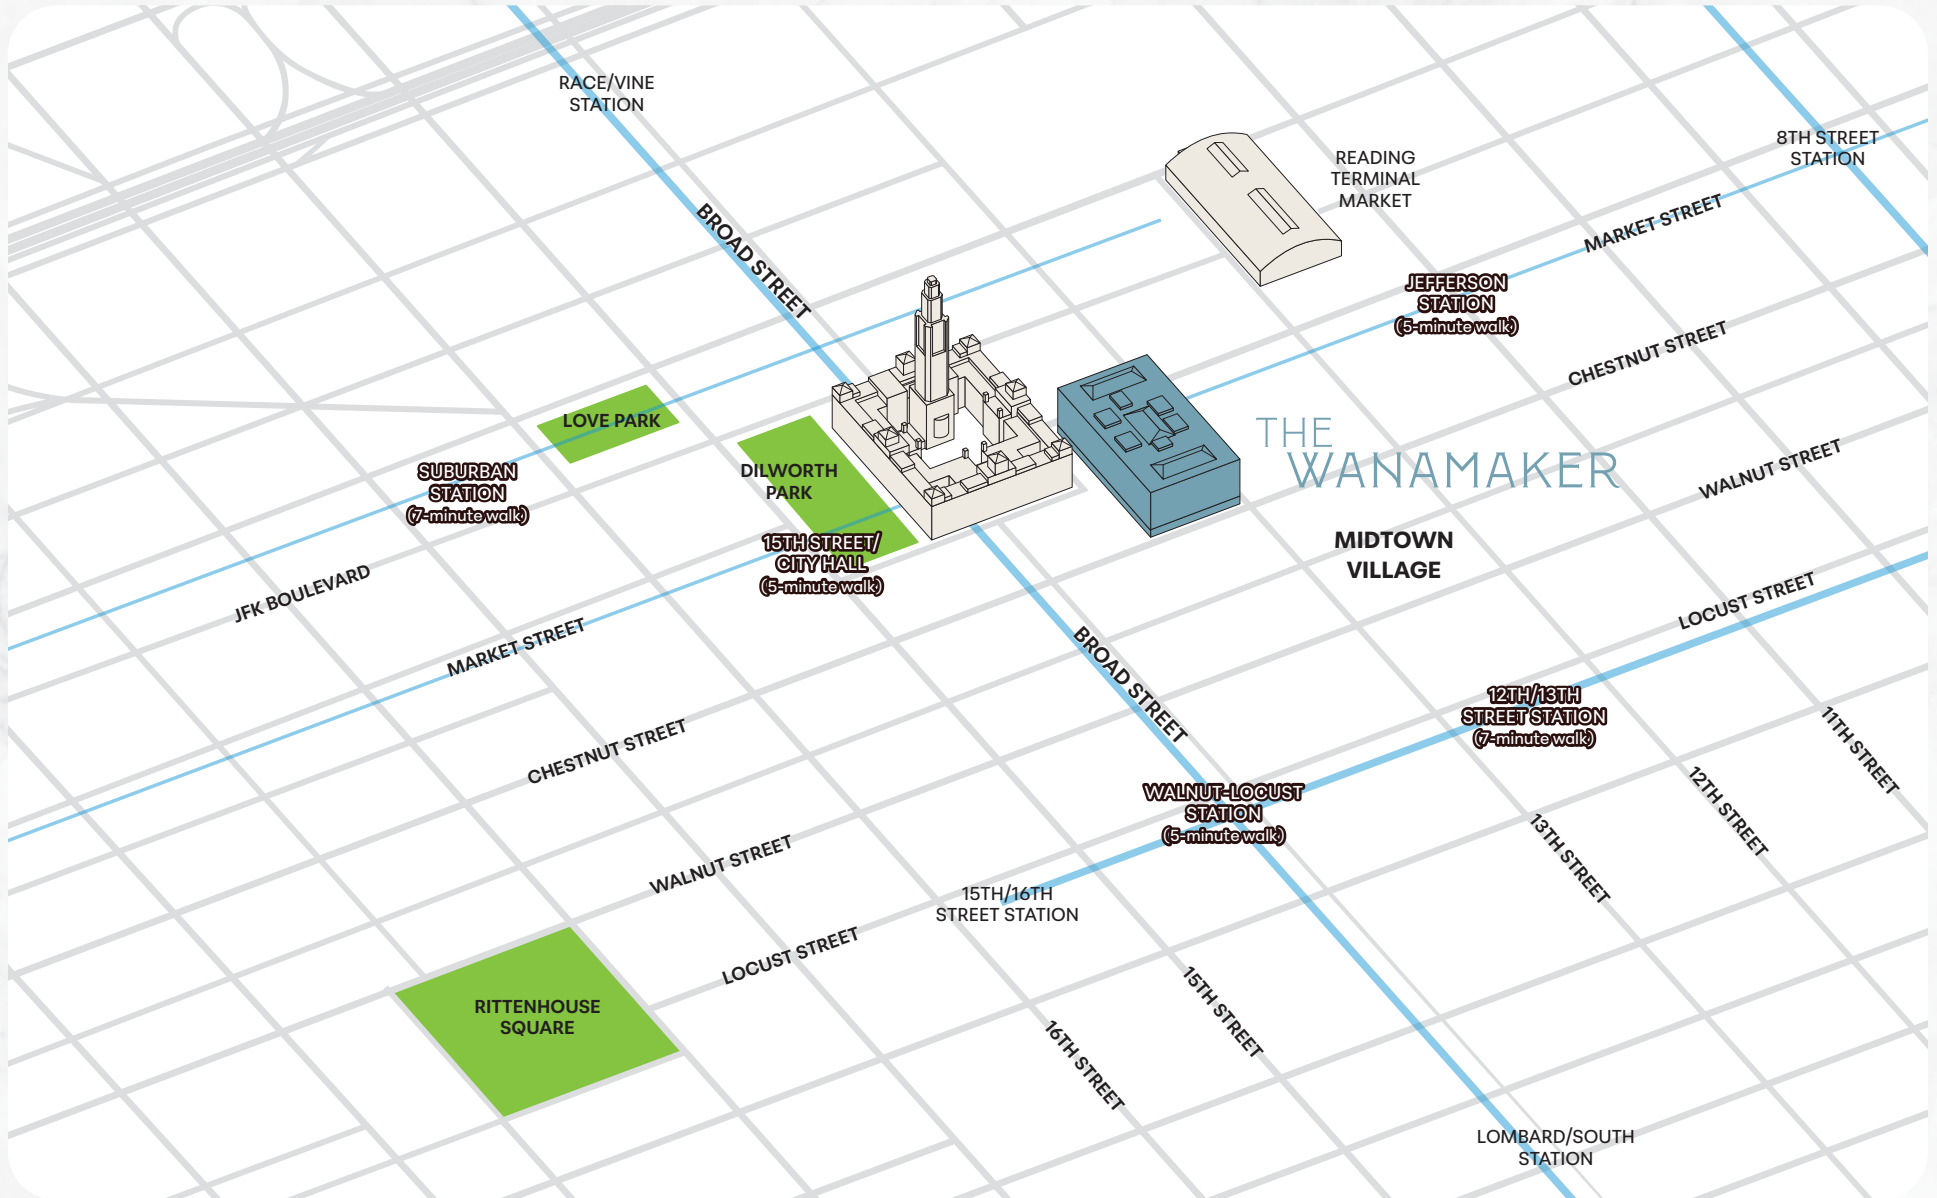 RACE/VINE
STATION
8TH STREET
STATION
READING
TERMINAL
MARKET
BROAD STREET
MARKET STREET
JEFFERSON
STATION
(5-minute walk)
CHESTNUT STREET
LOVE PARK
THE
WANAMAKER
DILWORTH
PARK
SUBURBAN
STATION
(7-minute walk)
WALNUT STREET
15TH STREET/
CITY HALL
(5-minute walk)
MIDTOWN
VILLAGE
JFK BOULEVARD
LOCUST STREET
MARKET STREET
BROAD STREET
12TH/13TH
STREET STATION
(7-minute walk)
11TH STREET
CHESTNUT STREET
12TH STREET
WALNUT-LOCUST
STATION
(5-minute walk)
13TH STREET
WALNUT STREET
15TH/16TH
STREET STATION
LOCUST STREET
RITTENHOUSE
SQUARE
15TH STREET
16TH STREET
LOMBARD/SOUTH
STATION